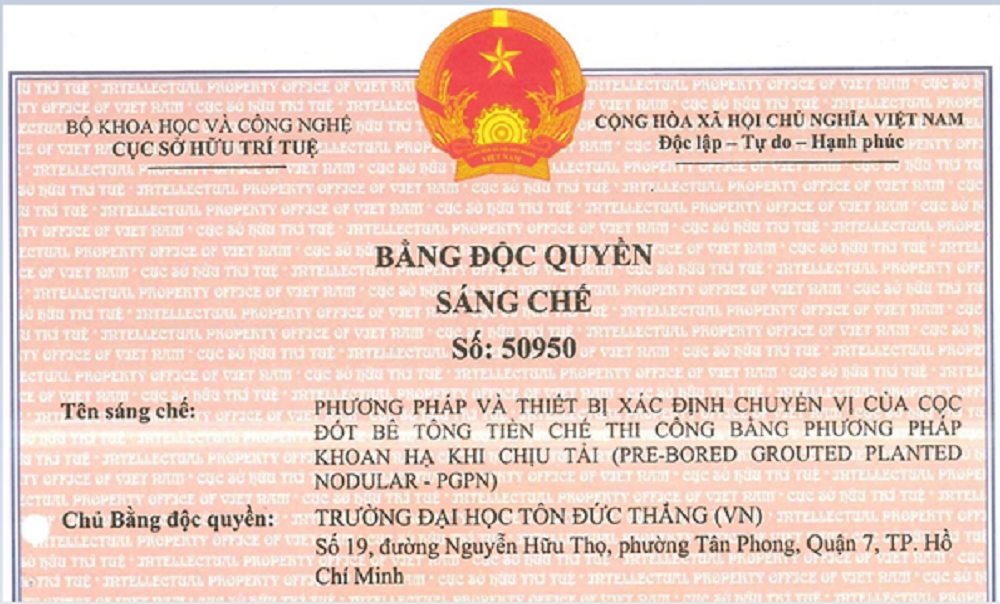 BỘ KHOA HỌC VÀ CÔNG NGHỆ
CỤC SỞ HỮU TRÍ TUỆ
CỘNG HÒA XÃ HỘI CHỦ NGHĨA VIỆT NAM
Độc lập – Tự do – Hạnh phúc
VIỆT NAM
BẰNG ĐỘC QUYỀN
SÁNG CHẾ
Số: 50950
Tên sáng chế: PHƯƠNG PHÁP VÀ THIẾT BỊ XÁC ĐỊNH CHUYỂN VỊ CỦA CỌC
ĐỐT BÊ TÔNG TIỀN CHẾ THI CÔNG BẰNG PHƯƠNG PHÁP
KHOAN HẠ KHI CHỊU TẢI (PRE-BORED GROUTED PLANTED
NODULAR - PGPN)
Chủ Bằng độc quyền: TRƯỜNG ĐẠI HỌC TÔN ĐỨC THẮNG (VN)
Số 19, đường Nguyễn Hữu Thọ, phường Tân Phong, Quận 7, TP. Hồ
Chí Minh